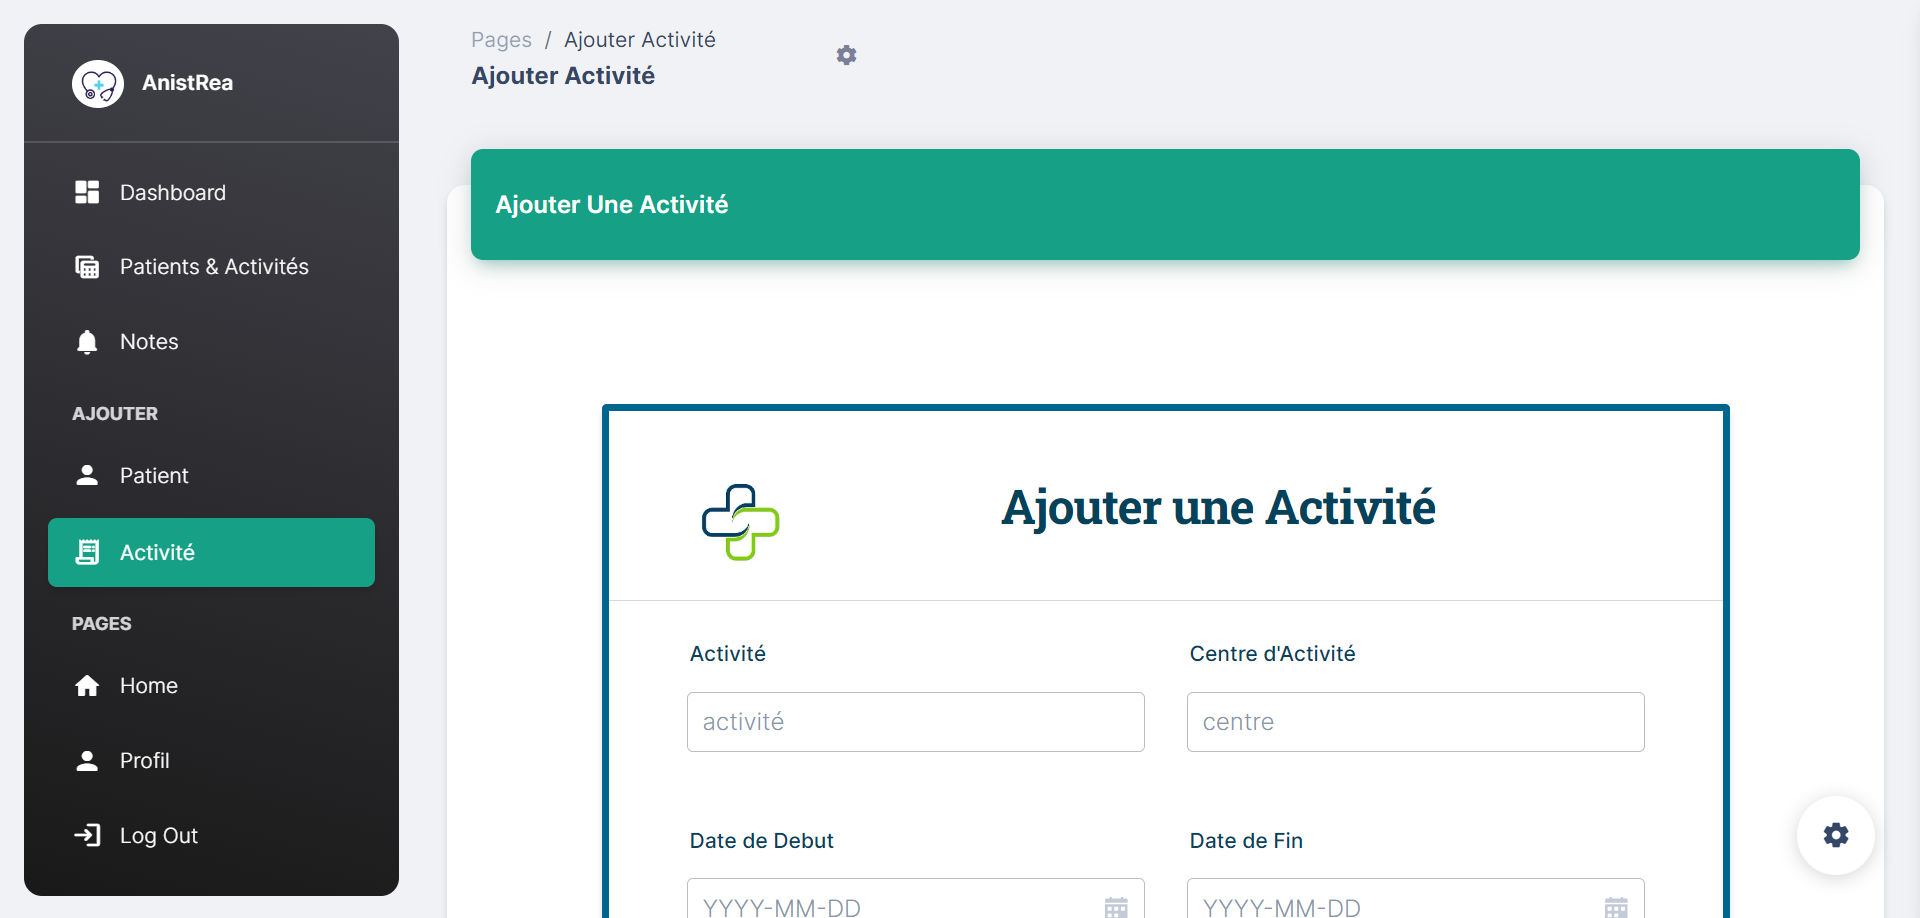 AnistRea
Dashboard
Patients & Activités
Notes
AJOUTER
Patient
Activité
PAGES
Home
Profil
Log Out
Pages / Ajouter Activité
Ajouter Activité
Ajouter Une Activité
Ajouter une Activité
Activité
Centre d'Activité
activité
centre
Date de Debut
Date de Fin
YYYY-MM-DD
YYYY-MM-DD